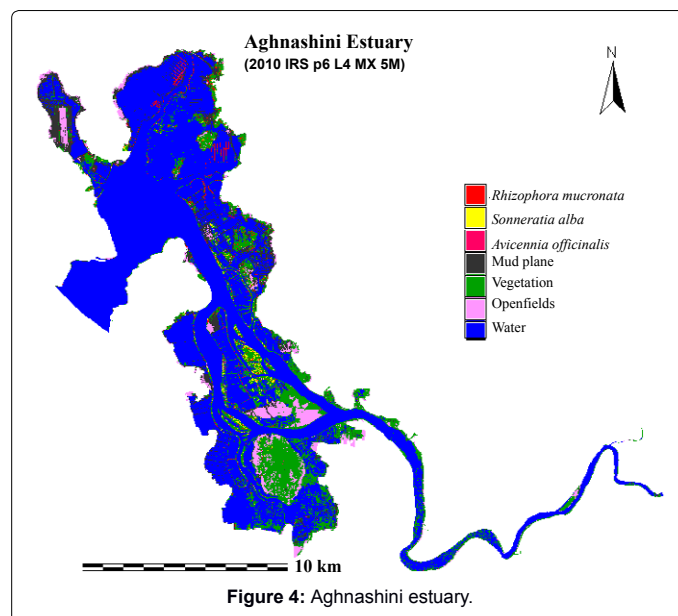 Aghnashini Estuary
(2010 IRS p6 L4 MX 5M)
N
Rhizophora mucronata
Sonneratia alba
Avicennia officinalis
Mud plane
Vegetation
Openfields
Water
10 km
Figure 4: Aghnashini estuary.